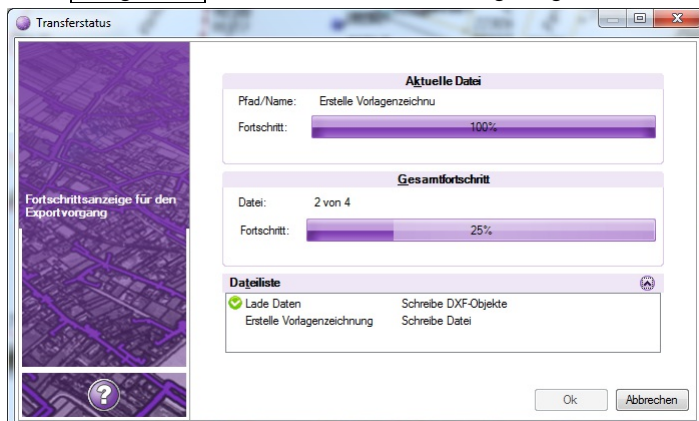 Transferstatus
Aktuelle Datei
Pfad/Name: Erstelle Vorlagenzeichnu
Fortschritt: 100%
Gesamtfortschritt
Datei: 2 von 4
Fortschritt: 25%
Fortschrittsanzeige für den
Exportvorgang
Dateiliste
Lade Daten Schreibe DXF-Objekte
Erstelle Vorlagenzeichnung Schreibe Datei
?
Ok Abbrechen